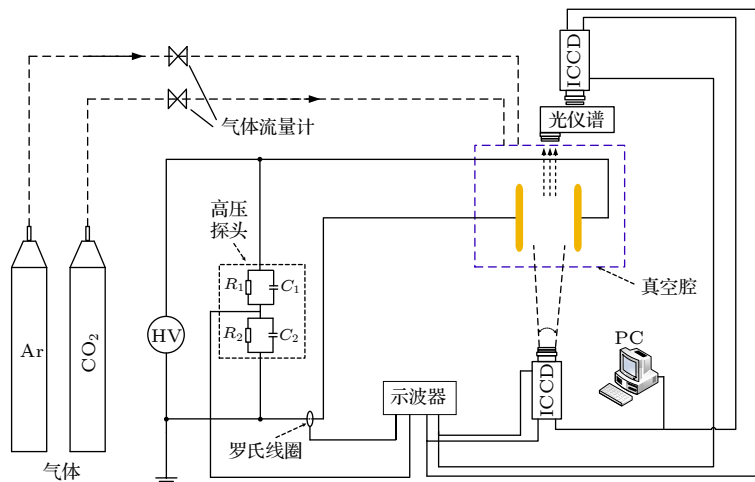 ICCD
光仪谱
气体流量计
高压
探头
R1
C1
R2
C2
真空腔
HV
Ar
CO2
PC
示波器
ICCD
罗氏线圈
气体